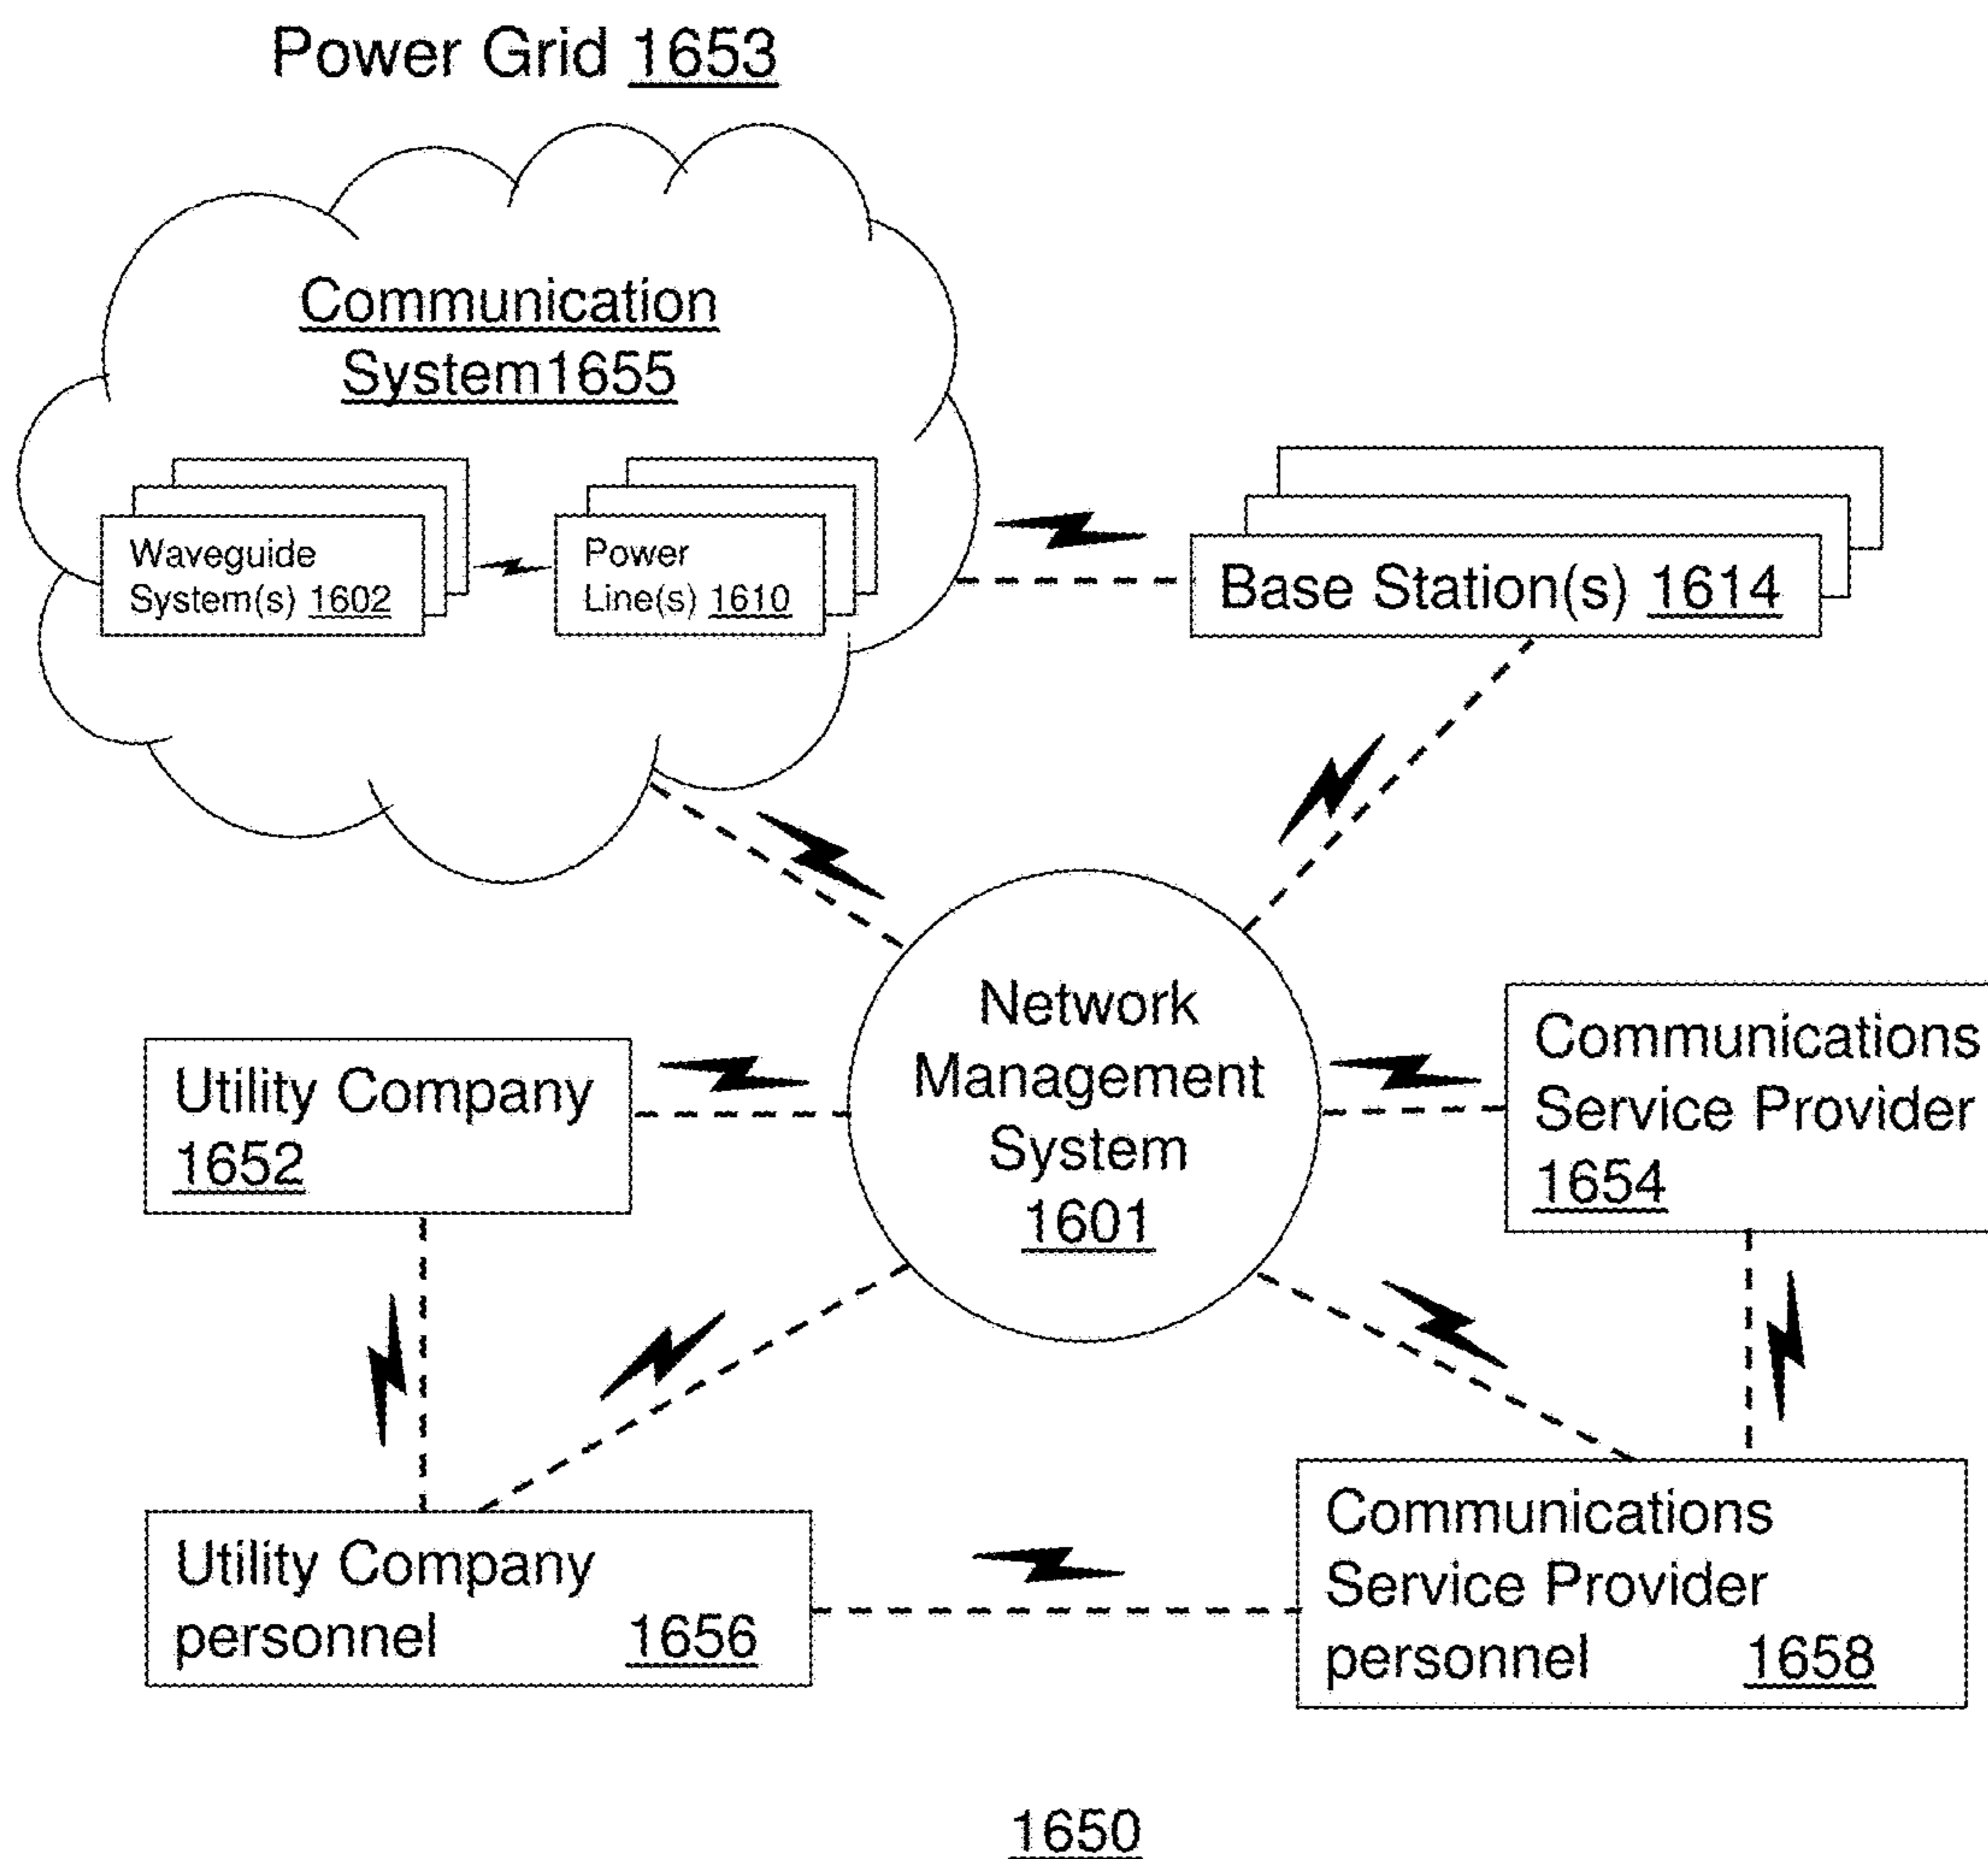 Power Grid 1653
Communication
System1655
Waveguide
System(s) 1602
Power
Line(s) 1610
Base Station(s) 1614
Network
Management
System
1601
Utility Company
1652
Communications
Service Provider
1654
Utility Company
personnel 1656
Communications
Service Provider
personnel 1658
1650